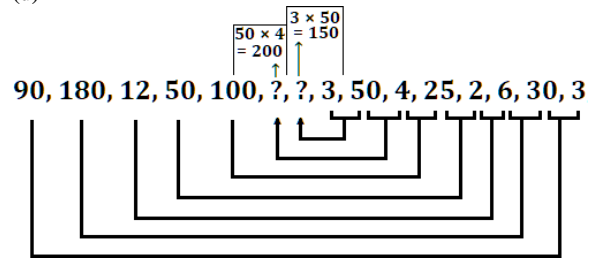 3 × 50
= 150
50 × 4
= 200
90, 180, 12, 50, 100, ?, ?, 3, 50, 4, 25, 2, 6, 30, 3